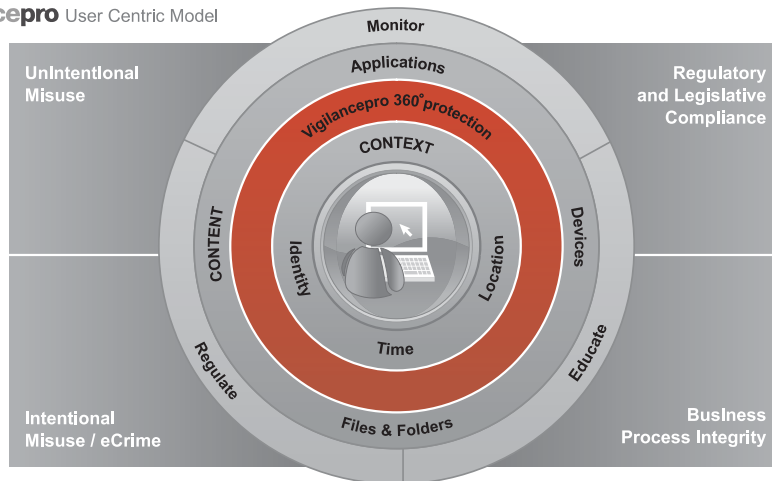 cepro User Centric Model
Monitor
UnIntentional
Misuse
Applications
Regulatory
and Legislative
Compliance
Vigilancepro 360°protection
CONTEXT
CONTENT
Identity
Location
Devices
Time
Regulate
Educate
Files & Folders
Intentional
Misuse / eCrime
BusIness
Process Integrity